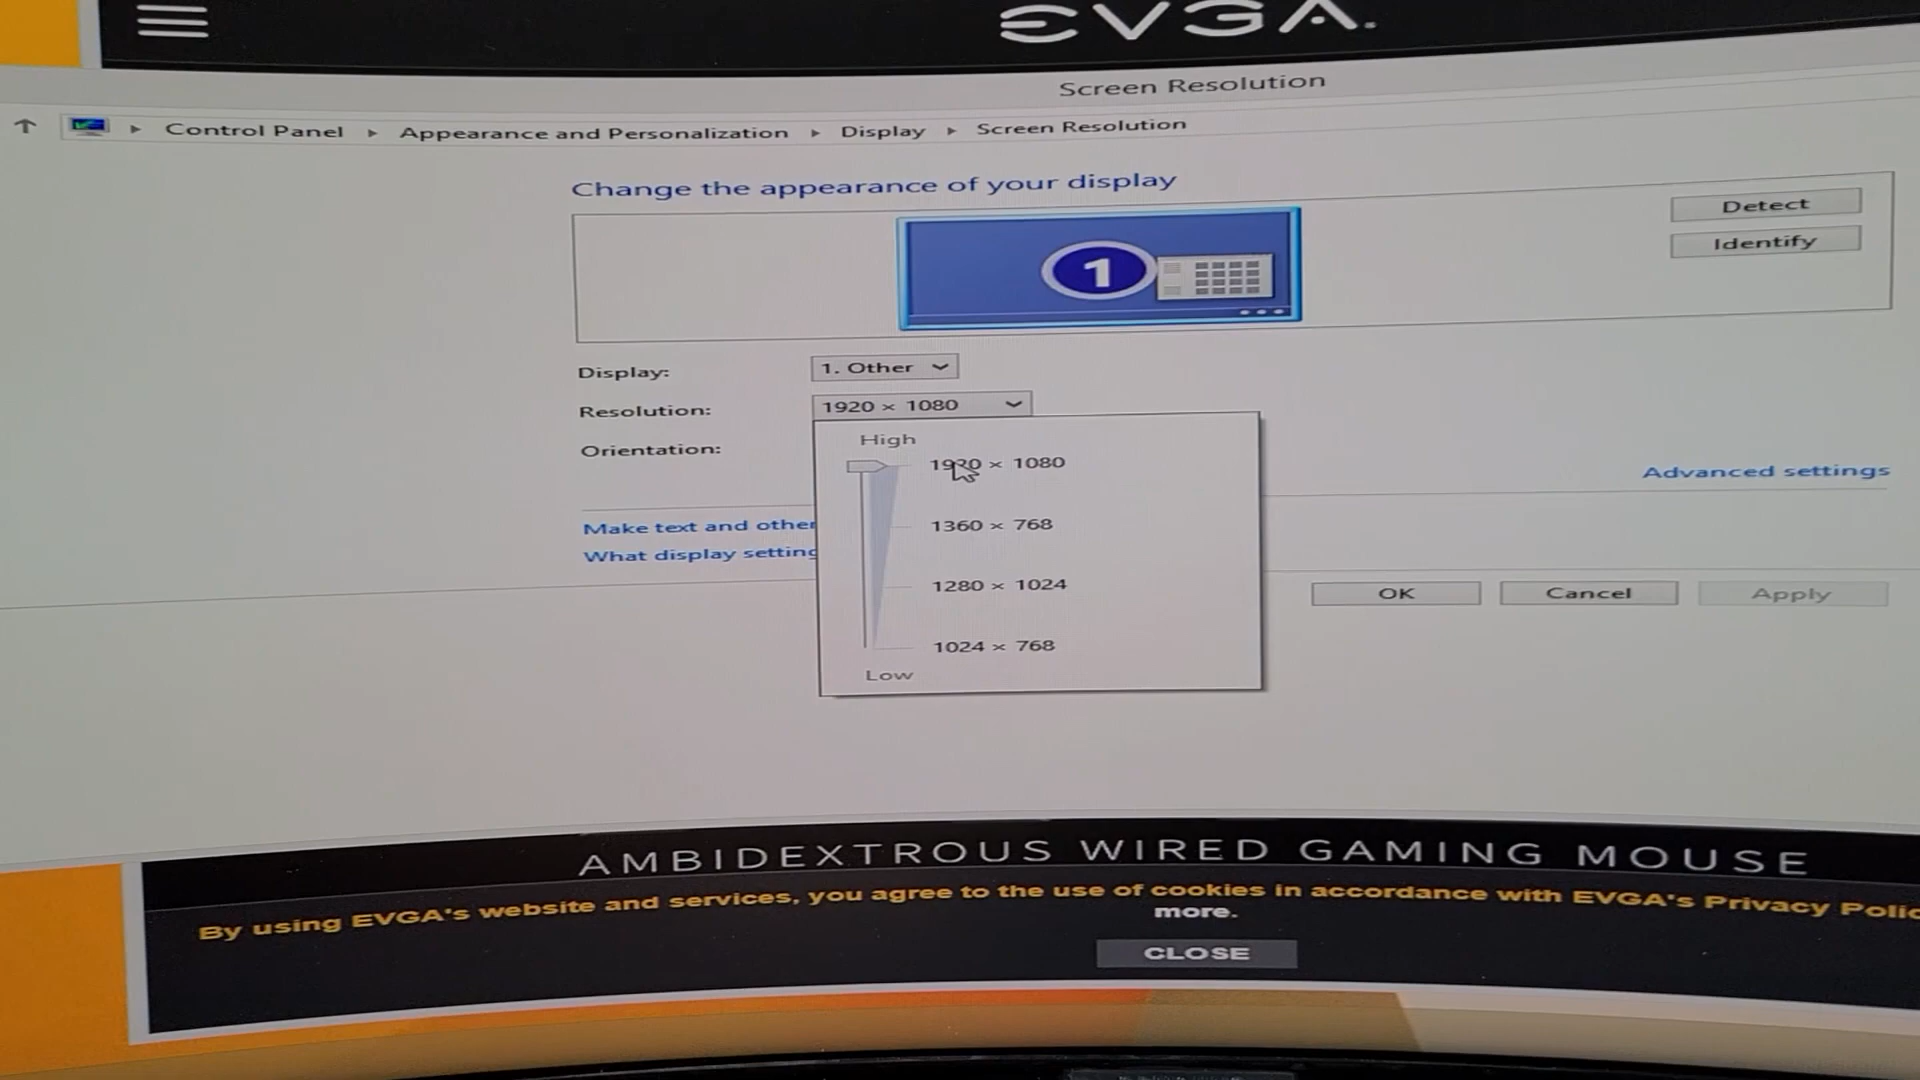 EVGA.
Screen Resolution
Control Panel Appearance and Personalization Display Screen Resolution
Change the appearance of your display
Detect
1
Identify
Display: 1. Other
Resolution: 1920 × 1080
High
Orientation:
1920 × 1080
Advanced settings
Make text and other
1360 × 768
What display setting
1280 × 1024
OK Cancel Apply
1024 × 768
Low
AMBIDEXTROUS WIRED GAMING MOUSE
By using EVGA's website and services, you agree to the use of cookies in accordance with EVGA's Privacy Polic
more.
CLOSE